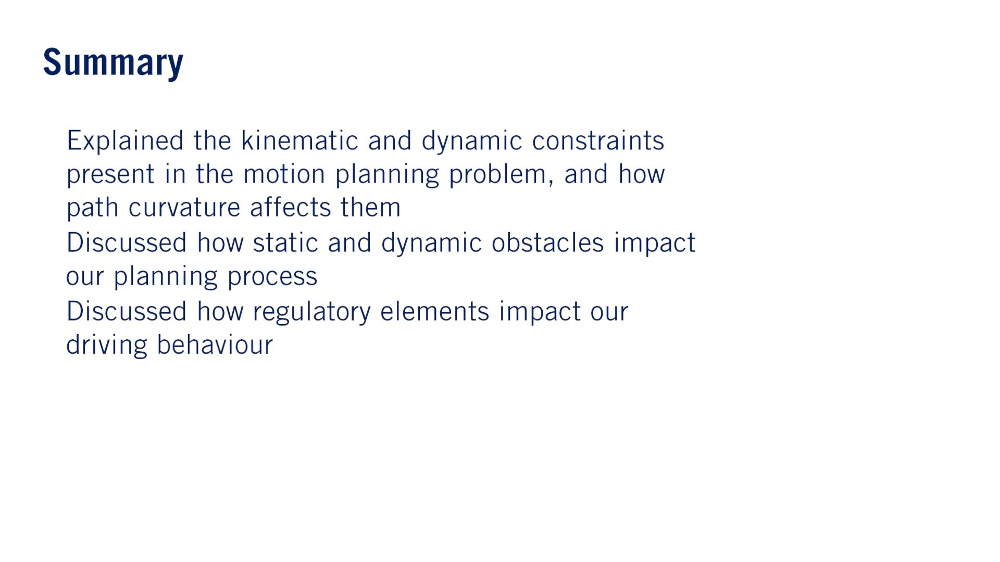 Summary
Explained the kinematic and dynamic constraints
present in the motion planning problem, and how
path curvature affects them
Discussed how static and dynamic obstacles impact
our planning process
Discussed how regulatory elements impact our
driving behaviour